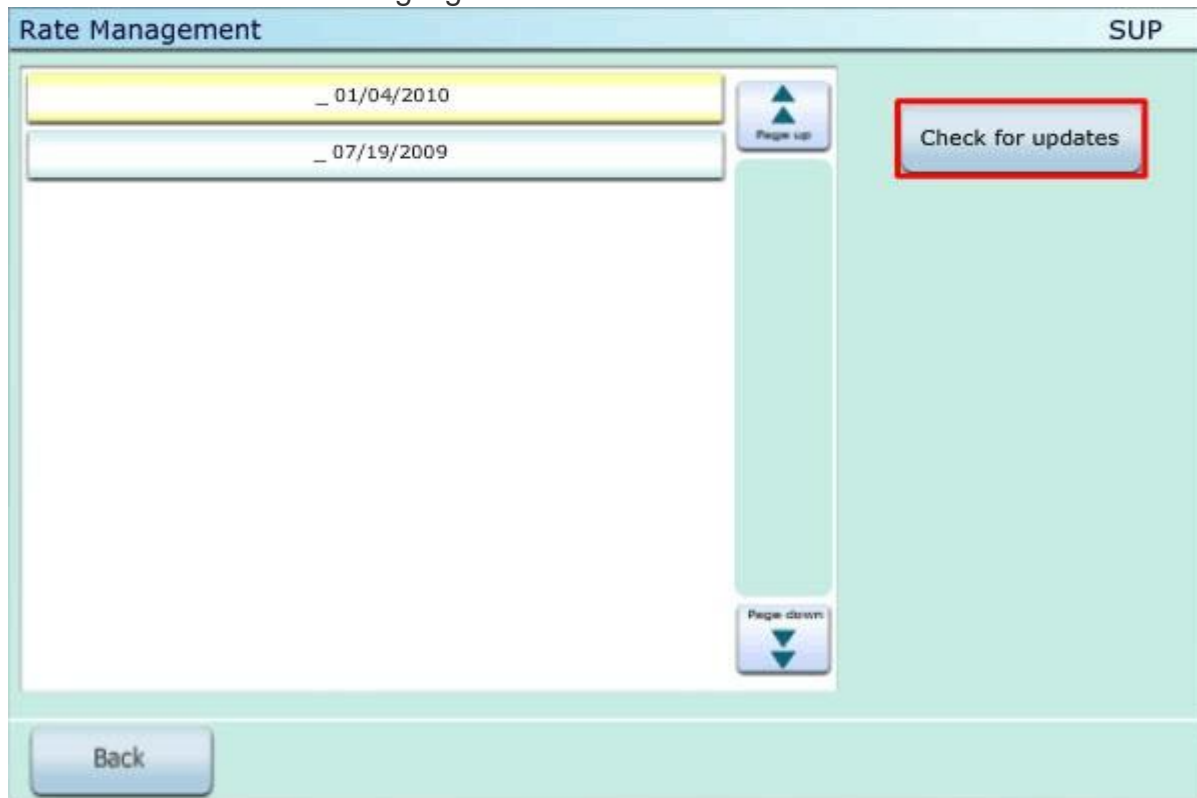 Rate Management SUP
_ 01/04/2010
Page up
Check for updates
_ 07/19/2009
Page down
Back